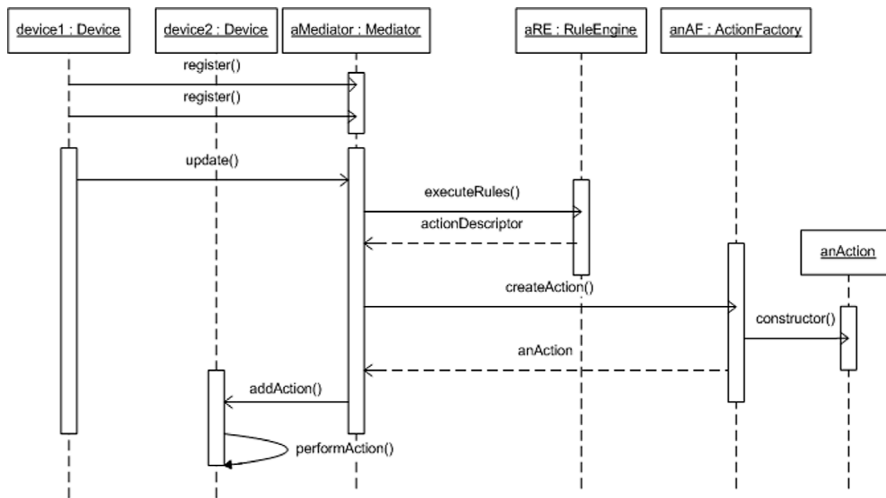 device1 : Device
device2 : Device
aMediator : Mediator
aRE : RuleEngine
anAF : ActionFactory
register()
register()
update()
executeRules()
actionDescriptor
anAction
createAction()
constructor()
anAction
addAction()
performAction()